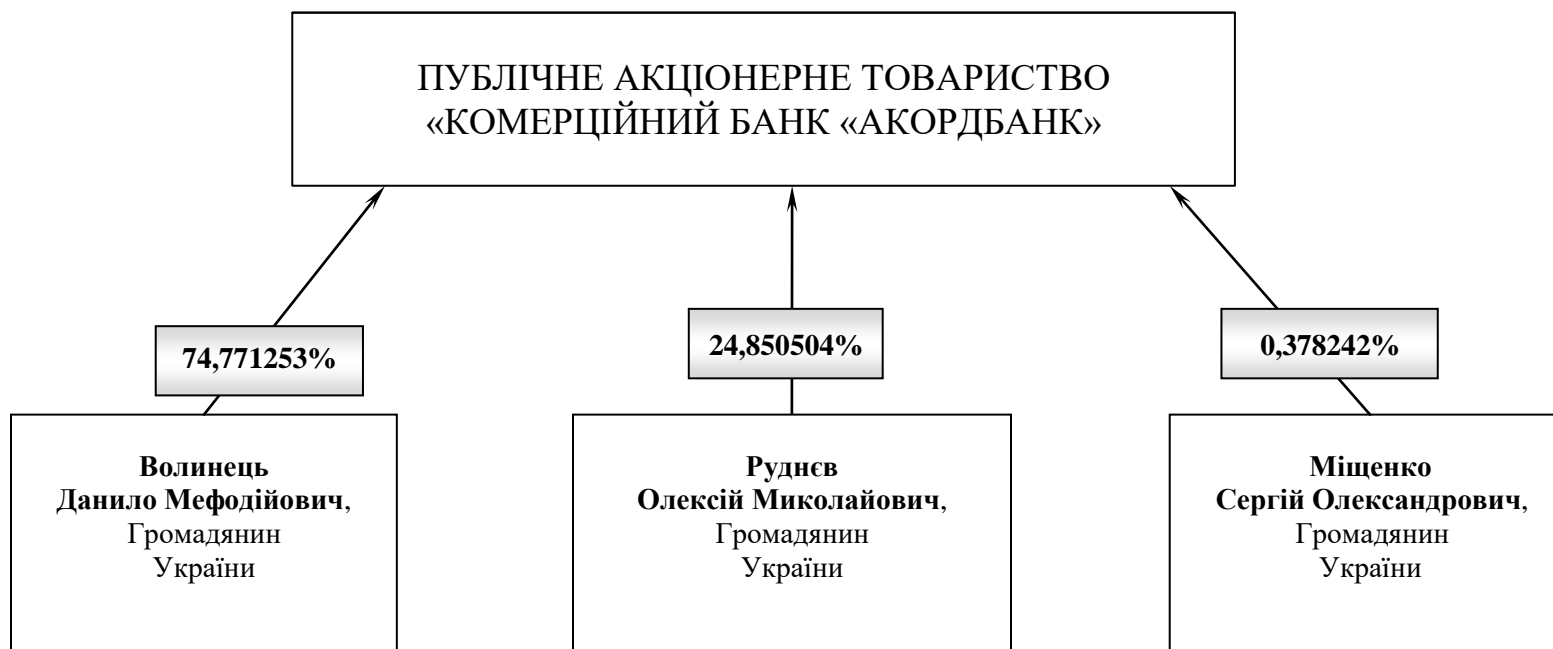 ПУБЛІЧНЕ АКЦІОНЕРНЕ ТОВАРИСТВО
«КОМЕРЦІЙНИЙ БАНК «АКОРДБАНК»
74,771253%
24,850504%
0,378242%
Волинець
Данило Мефодійович,
Громадянин
України
Руднєв
Олексій Миколайович,
Громадянин
України
Міщенко
Сергій Олександрович,
Громадянин
України